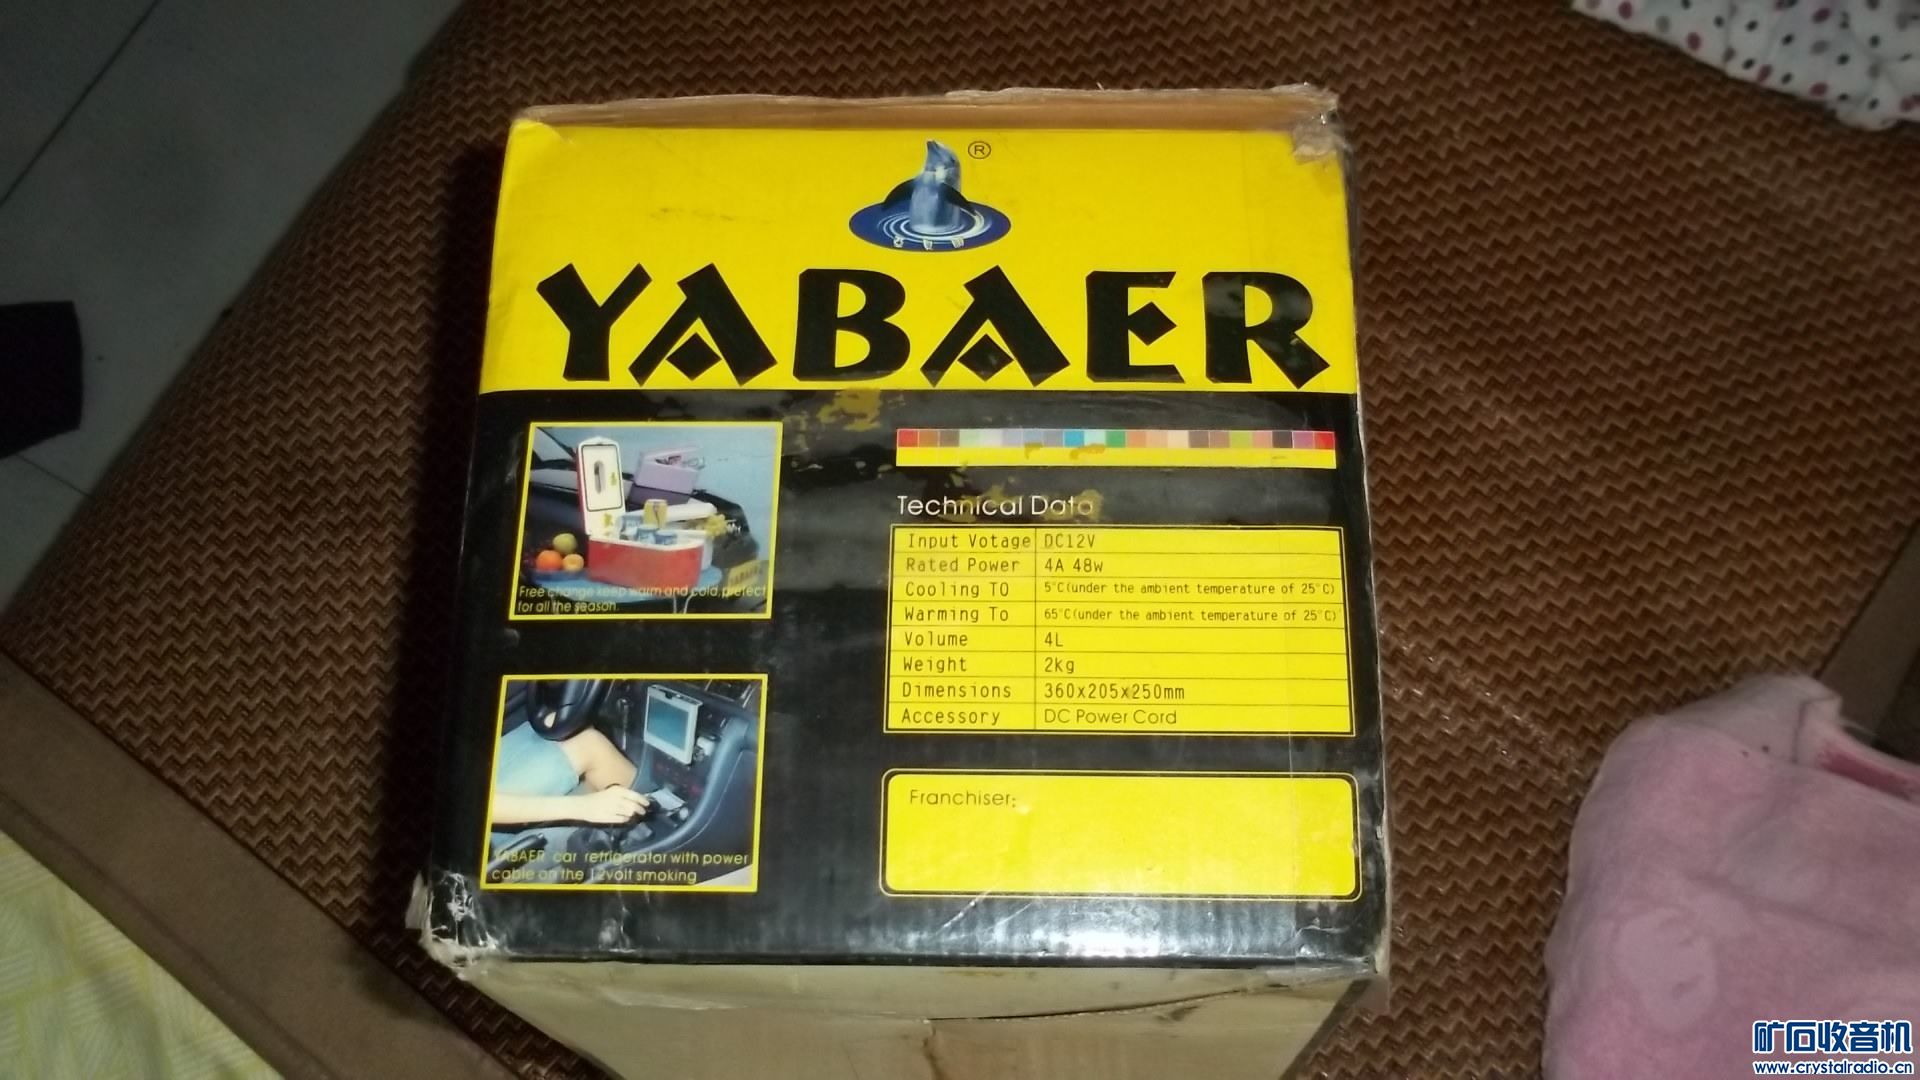 ®
YABAER
Free change keep warm and cold,prefect
for all the season.
Technical Data
Input Votage DC12V
Rated Power 4A 48w
Cooling TO 5°C(under the ambient temperature of 25°C)
Warming To 65°C(under the ambient temperature of 25°C)
Volume 4L
Weight 2kg
Dimensions 360x205x250mm
Accessory DC Power Cord
YABAER car refrigerator with power
cable on the 12volt smoking
Franchiser:
矿石收音机
www.crystalradio.cn